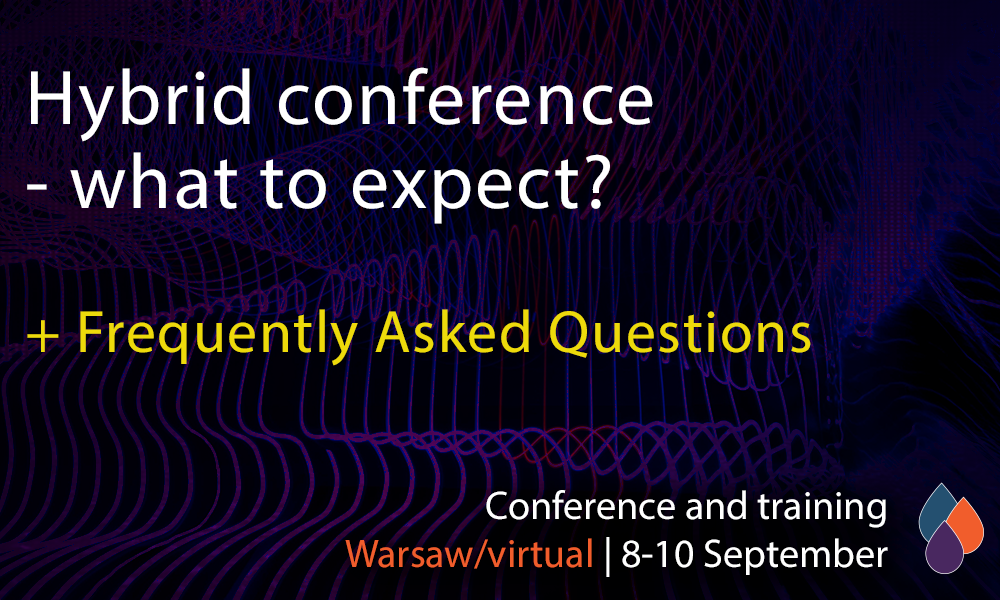 Hybrid conference
- what to expect?
+ Frequently Asked Questions
Conference and training
Warsaw/virtual | 8-10 September